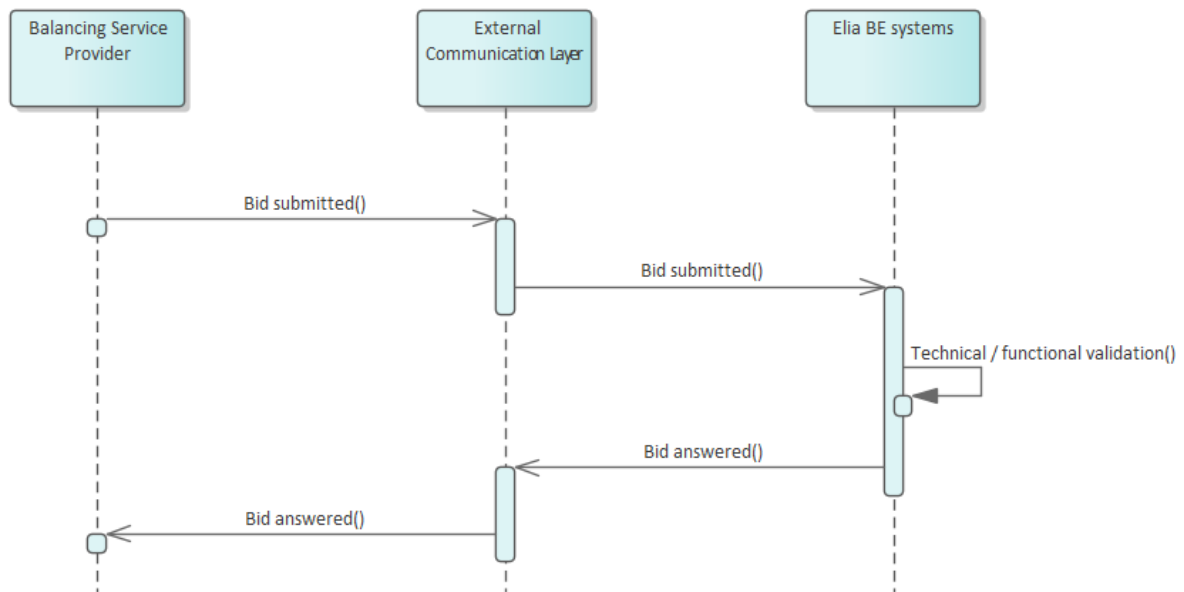 Balancing Service
Provider
External
Communication Layer
Elia BE systems
Bid submitted()
Bid submitted()
Technical / functional validation()
Bid answered()
Bid answered()